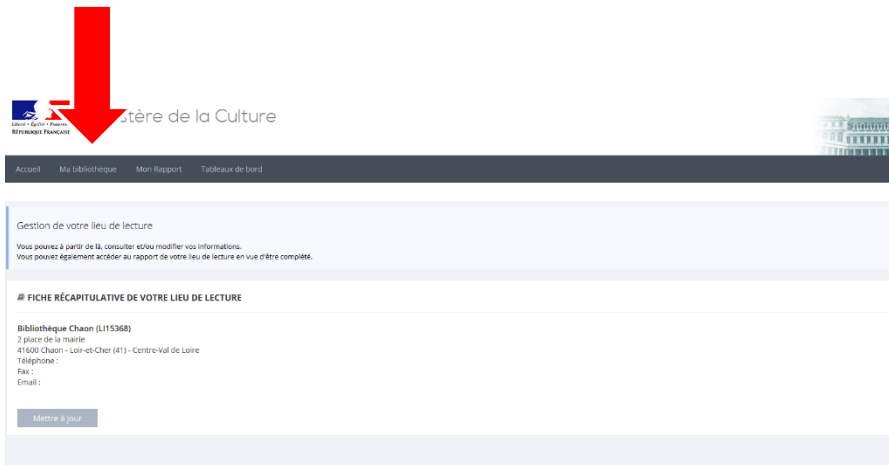 stère de la Culture
Liberté • Égalité •
RÉPUBLIQUE FRANÇAISE
Accueil Ma bibliothèque Mon Rapport Tableaux de bord
Gestion de votre lieu de lecture
Vous pouvez à partir de là, consulter et/ou modifier vos informations.
Vous pouvez également accéder au rapport de votre lieu de lecture en vue d'être complété.
FICHE RÉCAPITULATIVE DE VOTRE LIEU DE LECTURE
Bibliothèque Chaon (LI15368)
2 place de la mairie
41600 Chaon - Loir-et-Cher (41) - Centre-Val de Loire
Téléphone :
Fax :
Email :
Mettre à jour